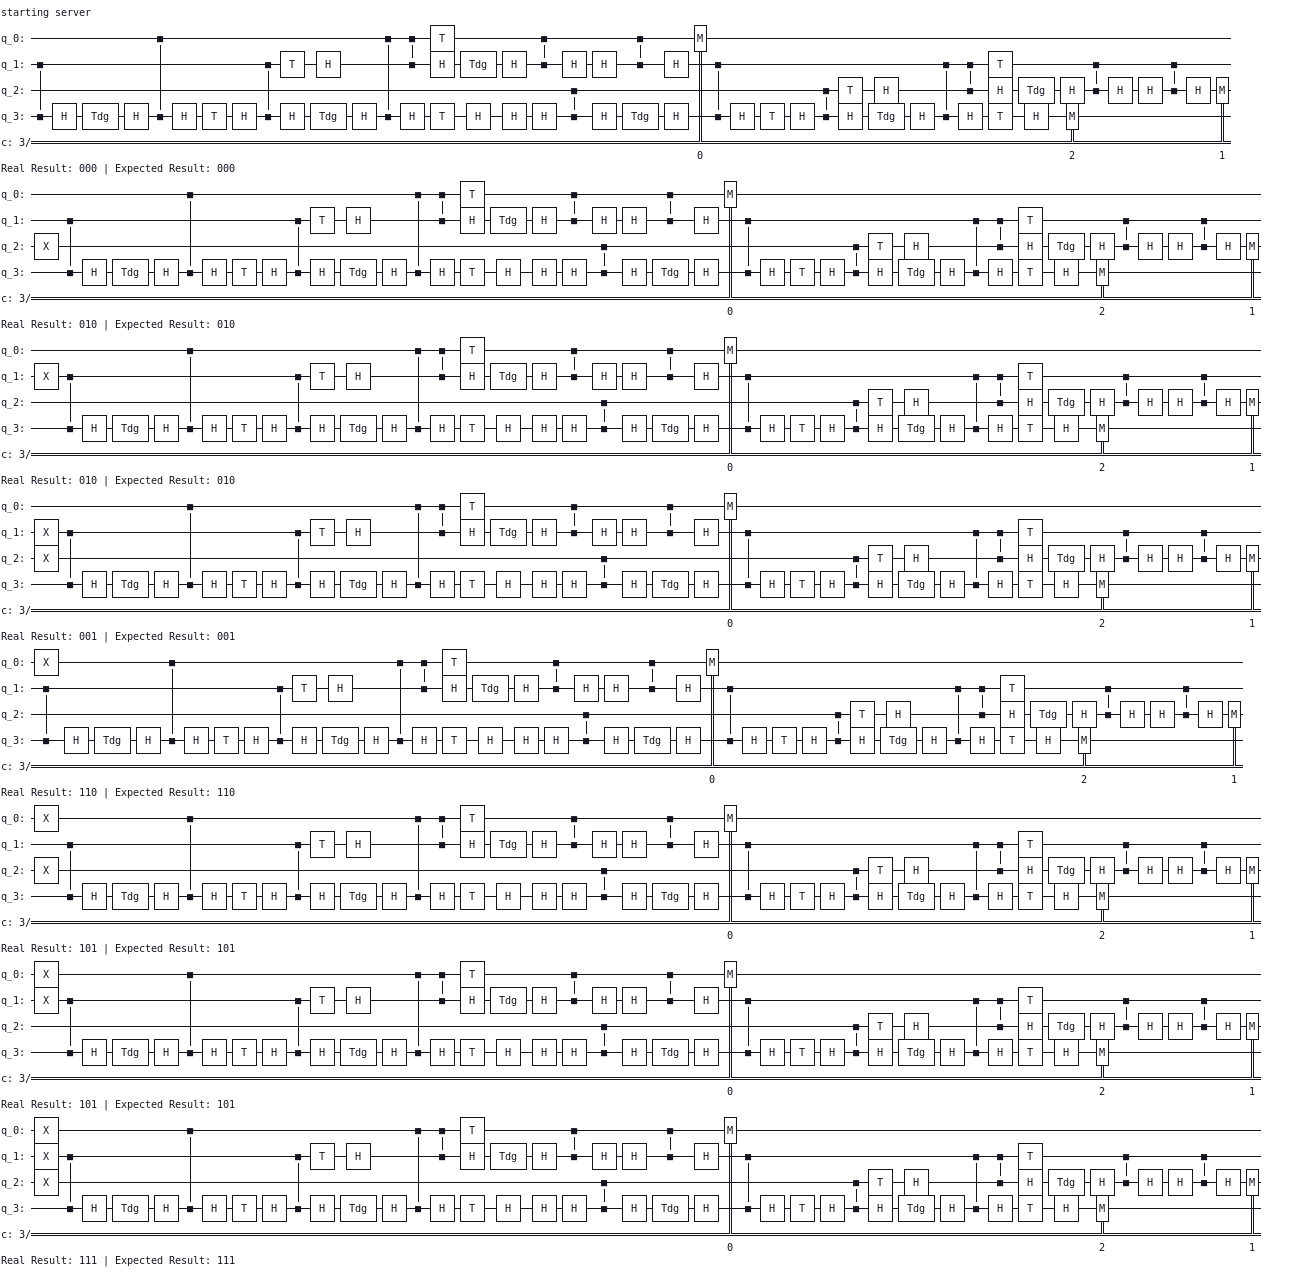 starting server
q_0: T M
q_1: T H H Tdg H H H H T
q_2: T H H Tdg H H H H M
q_3: H Tdg H H T H H Tdg H H T H H H H Tdg H H T H H Tdg H H T H M
c: 3/
0 2 1
Real Result: 000 | Expected Result: 000
q_0: T M
q_1: T H H Tdg H H H H T
q_2: X T H H Tdg H H H H M
q_3: H Tdg H H T H H Tdg H H T H H H H Tdg H H T H H Tdg H H T H M
c: 3/
0 2 1
Real Result: 010 | Expected Result: 010
q_0: T M
q_1: X T H H Tdg H H H H T
q_2: T H H Tdg H H H H M
q_3: H Tdg H H T H H Tdg H H T H H H H Tdg H H T H H Tdg H H T H M
c: 3/
0 2 1
Real Result: 010 | Expected Result: 010
q_0: T M
q_1: X T H H Tdg H H H H T
q_2: X T H H Tdg H H H H M
q_3: H Tdg H H T H H Tdg H H T H H H H Tdg H H T H H Tdg H H T H M
c: 3/
0 2 1
Real Result: 001 | Expected Result: 001
q_0: X T M
q_1: T H H Tdg H H H H T
q_2: T H H Tdg H H H H M
q_3: H Tdg H H T H H Tdg H H T H H H H Tdg H H T H H Tdg H H T H M
c: 3/
0 2 1
Real Result: 110 | Expected Result: 110
q_0: X T M
q_1: T H H Tdg H H H H T
q_2: X T H H Tdg H H H H M
q_3: H Tdg H H T H H Tdg H H T H H H H Tdg H H T H H Tdg H H T H M
c: 3/
0 2 1
Real Result: 101 | Expected Result: 101
q_0: X T M
q_1: X T H H Tdg H H H H T
q_2: T H H Tdg H H H H M
q_3: H Tdg H H T H H Tdg H H T H H H H Tdg H H T H H Tdg H H T H M
c: 3/
0 2 1
Real Result: 101 | Expected Result: 101
q_0: X T M
q_1: X T H H Tdg H H H H T
q_2: X T H H Tdg H H H H M
q_3: H Tdg H H T H H Tdg H H T H H H H Tdg H H T H H Tdg H H T H M
c: 3/
0 2 1
Real Result: 111 | Expected Result: 111